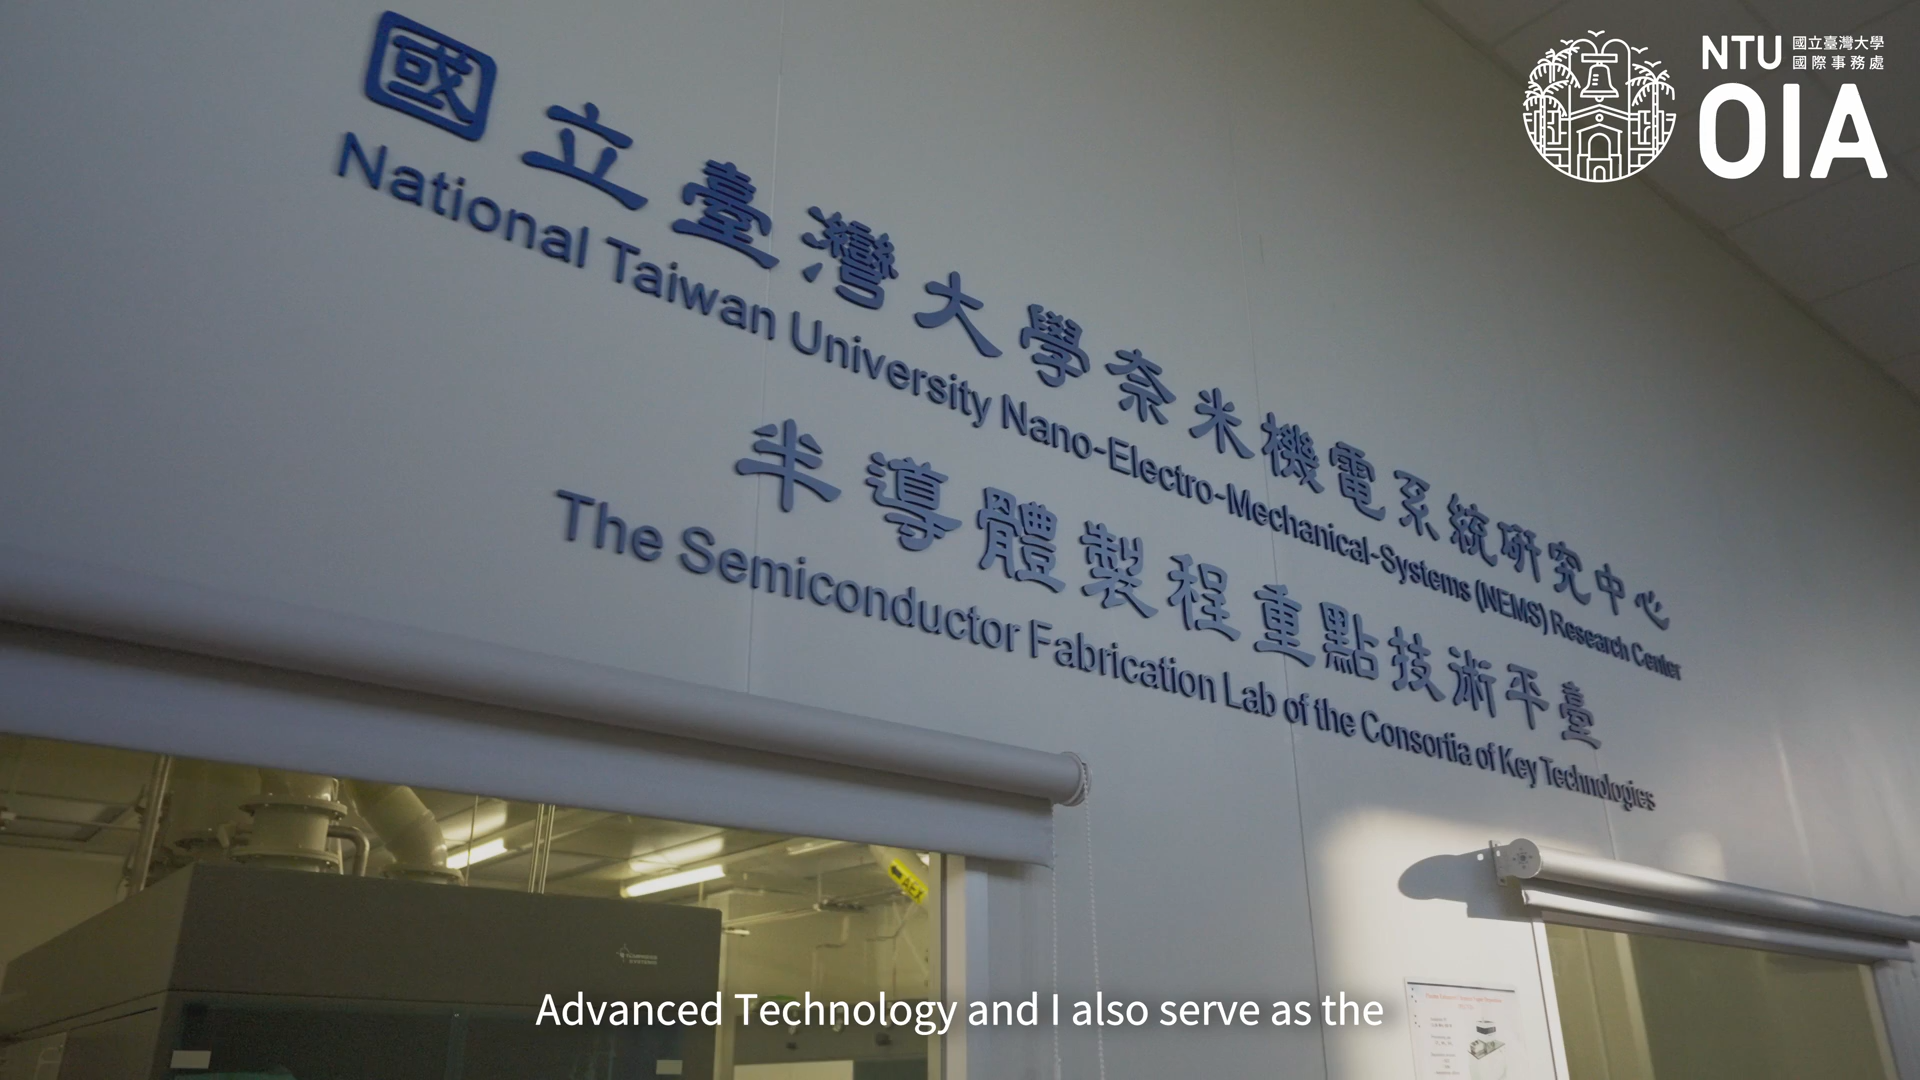 NTU 國立臺灣大學
國際事務處
OIA
國立臺灣大學奈米機電系統研究中心
National Taiwan University Nano-Electro-Mechanical-Systems (NEMS) Research Center
半導體製程重點技術平臺
The Semiconductor Fabrication Lab of the Consortia of Key Technologies
AEX
Advanced Technology and I also serve as the